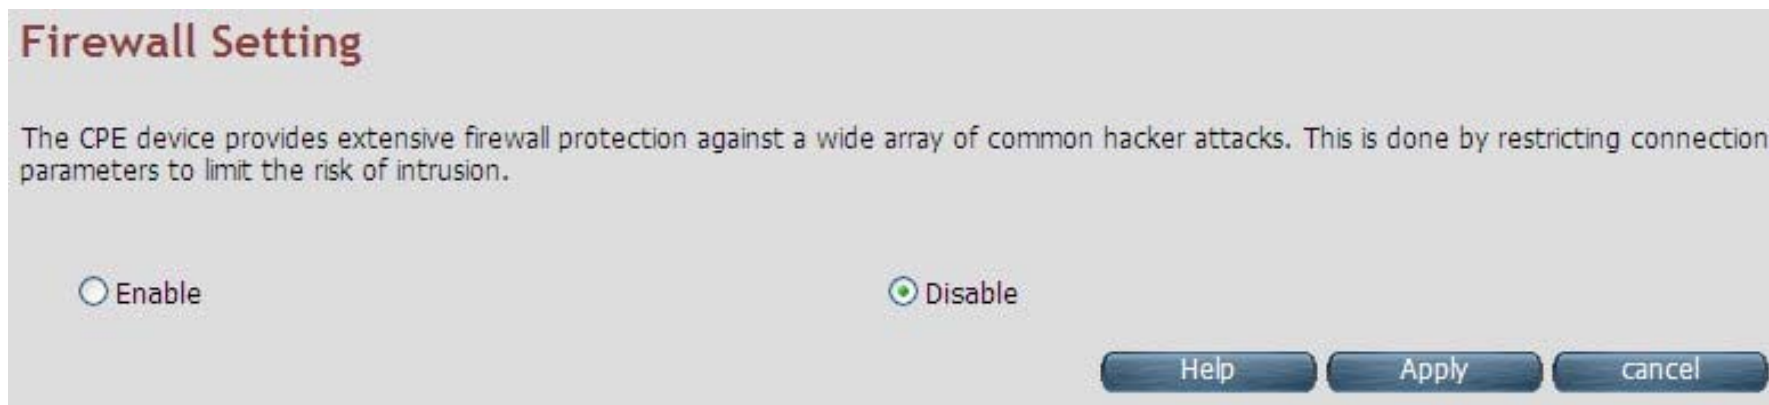 Firewall Setting
The CPE device provides extensive firewall protection against a wide array of common hacker attacks. This is done by restricting connection
parameters to limit the risk of intrusion.
Enable
Disable
Help
Apply
cancel